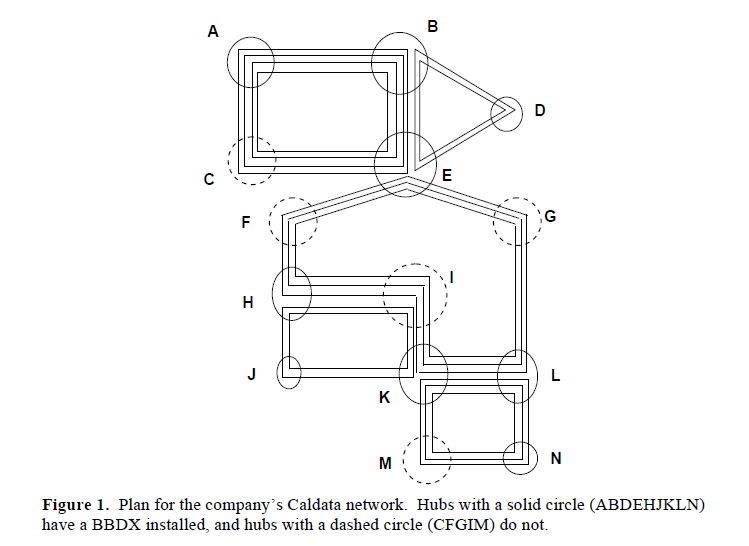 A
B
D
C
E
F
G
I
H
J
L
K
M
N
Figure 1. Plan for the company's Caldata network. Hubs with a solid circle (ABDEHJKLN)
have a BBDX installed, and hubs with a dashed circle (CFGIM) do not.